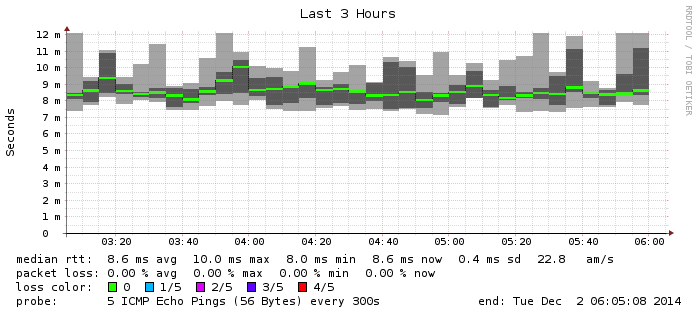 Last 3 Hours
RRDTOOL / TOBI OETIKER
Seconds
12 m
11 m
10 m
9 m
8 m
7 m
6 m
5 m
4 m
3 m
2 m
1 m
0
03:20 03:40 04:00 04:20 04:40 05:00 05:20 05:40 06:00
median rtt: 8.6 ms avg 10.0 ms max 8.0 ms min 8.6 ms now 0.4 ms sd 22.8 am/s
packet loss: 0.00 % avg 0.00 % max 0.00 % min 0.00 % now
loss color: 0 1/5 2/5 3/5 4/5
probe: 5 ICMP Echo Pings (56 Bytes) every 300s end: Tue Dec 2 06:05:08 2014